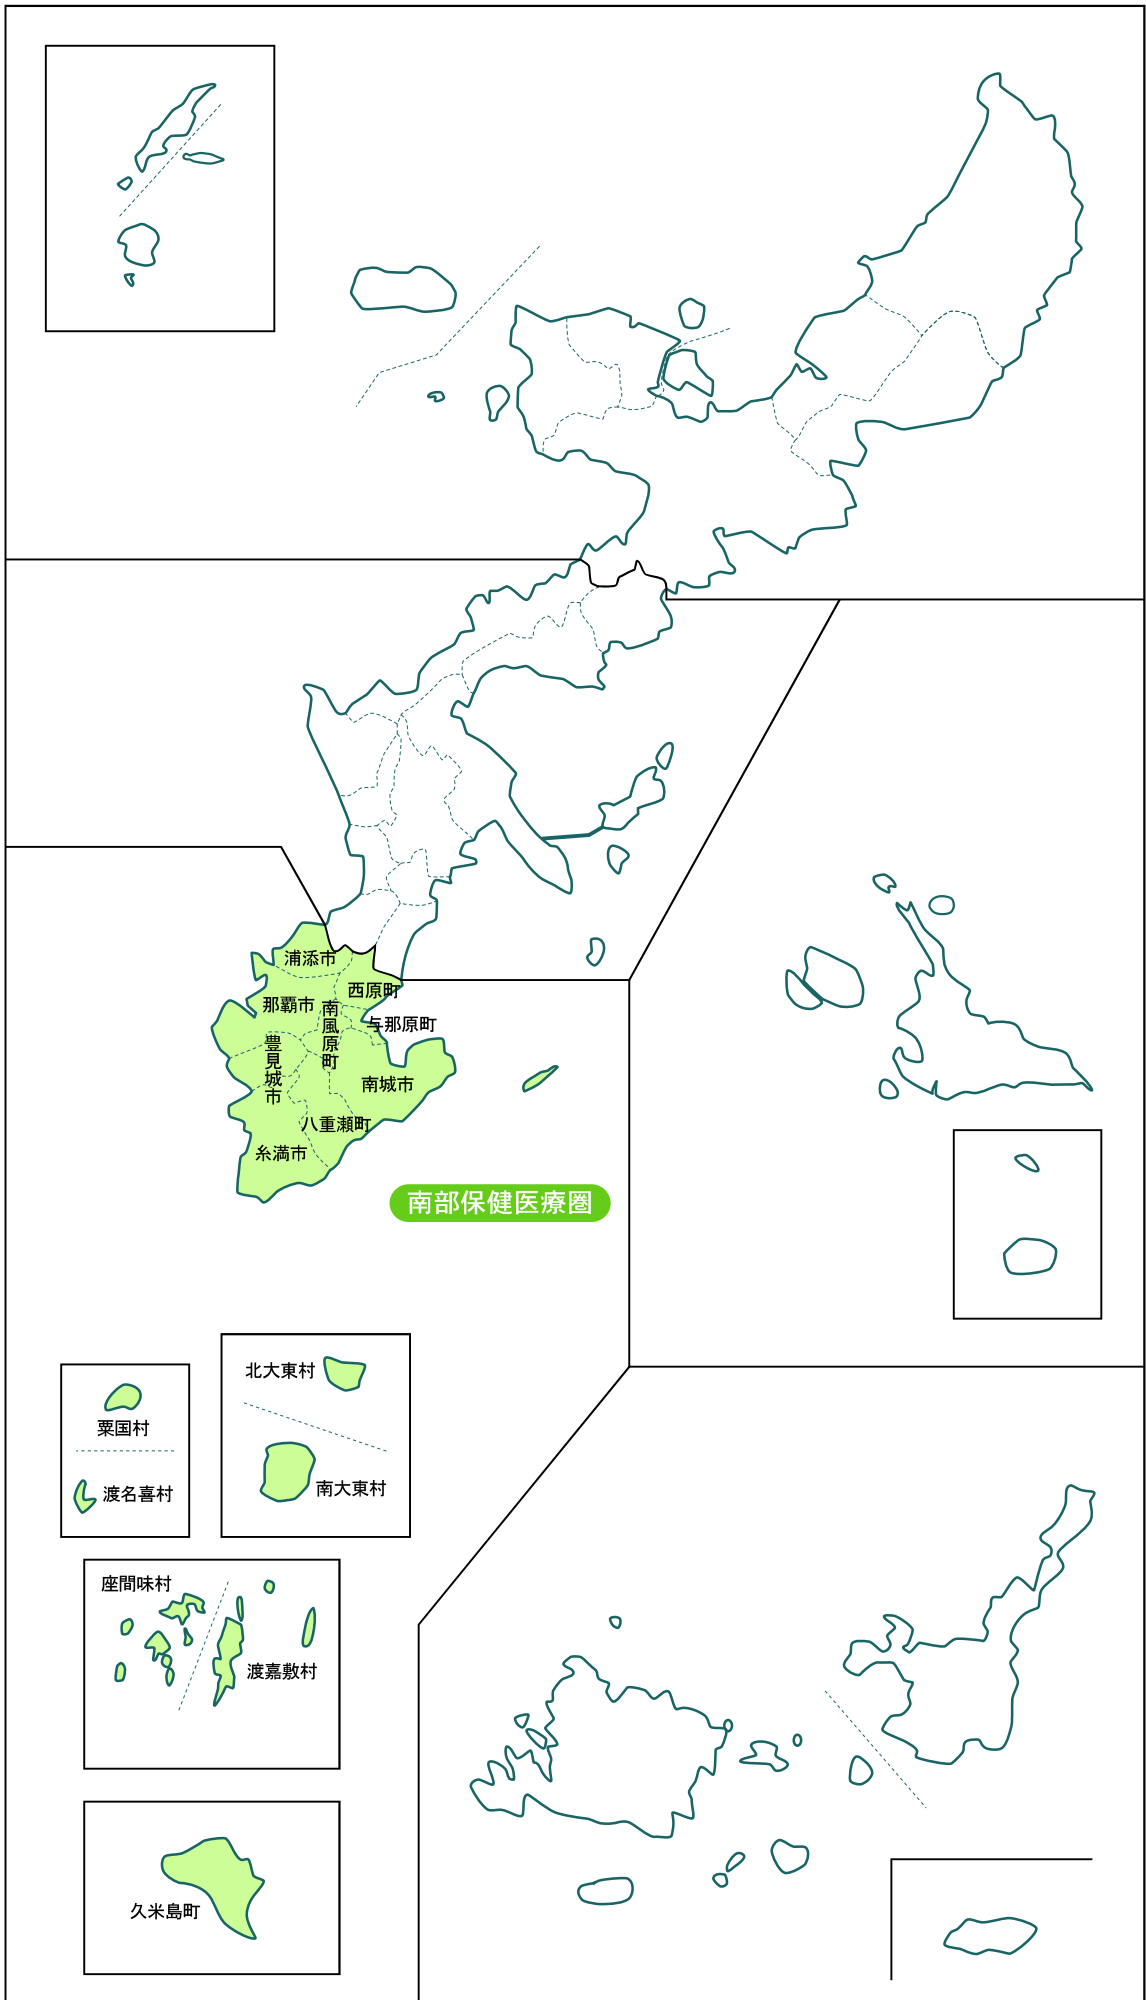 浦添市
西原町
那覇市
南風原町
与那原町
豊見城市
南城市
八重瀬町
糸満市
南部保健医療圏
北大東村
粟国村
南大東村
渡名喜村
座間味村
渡嘉敷村
久米島町